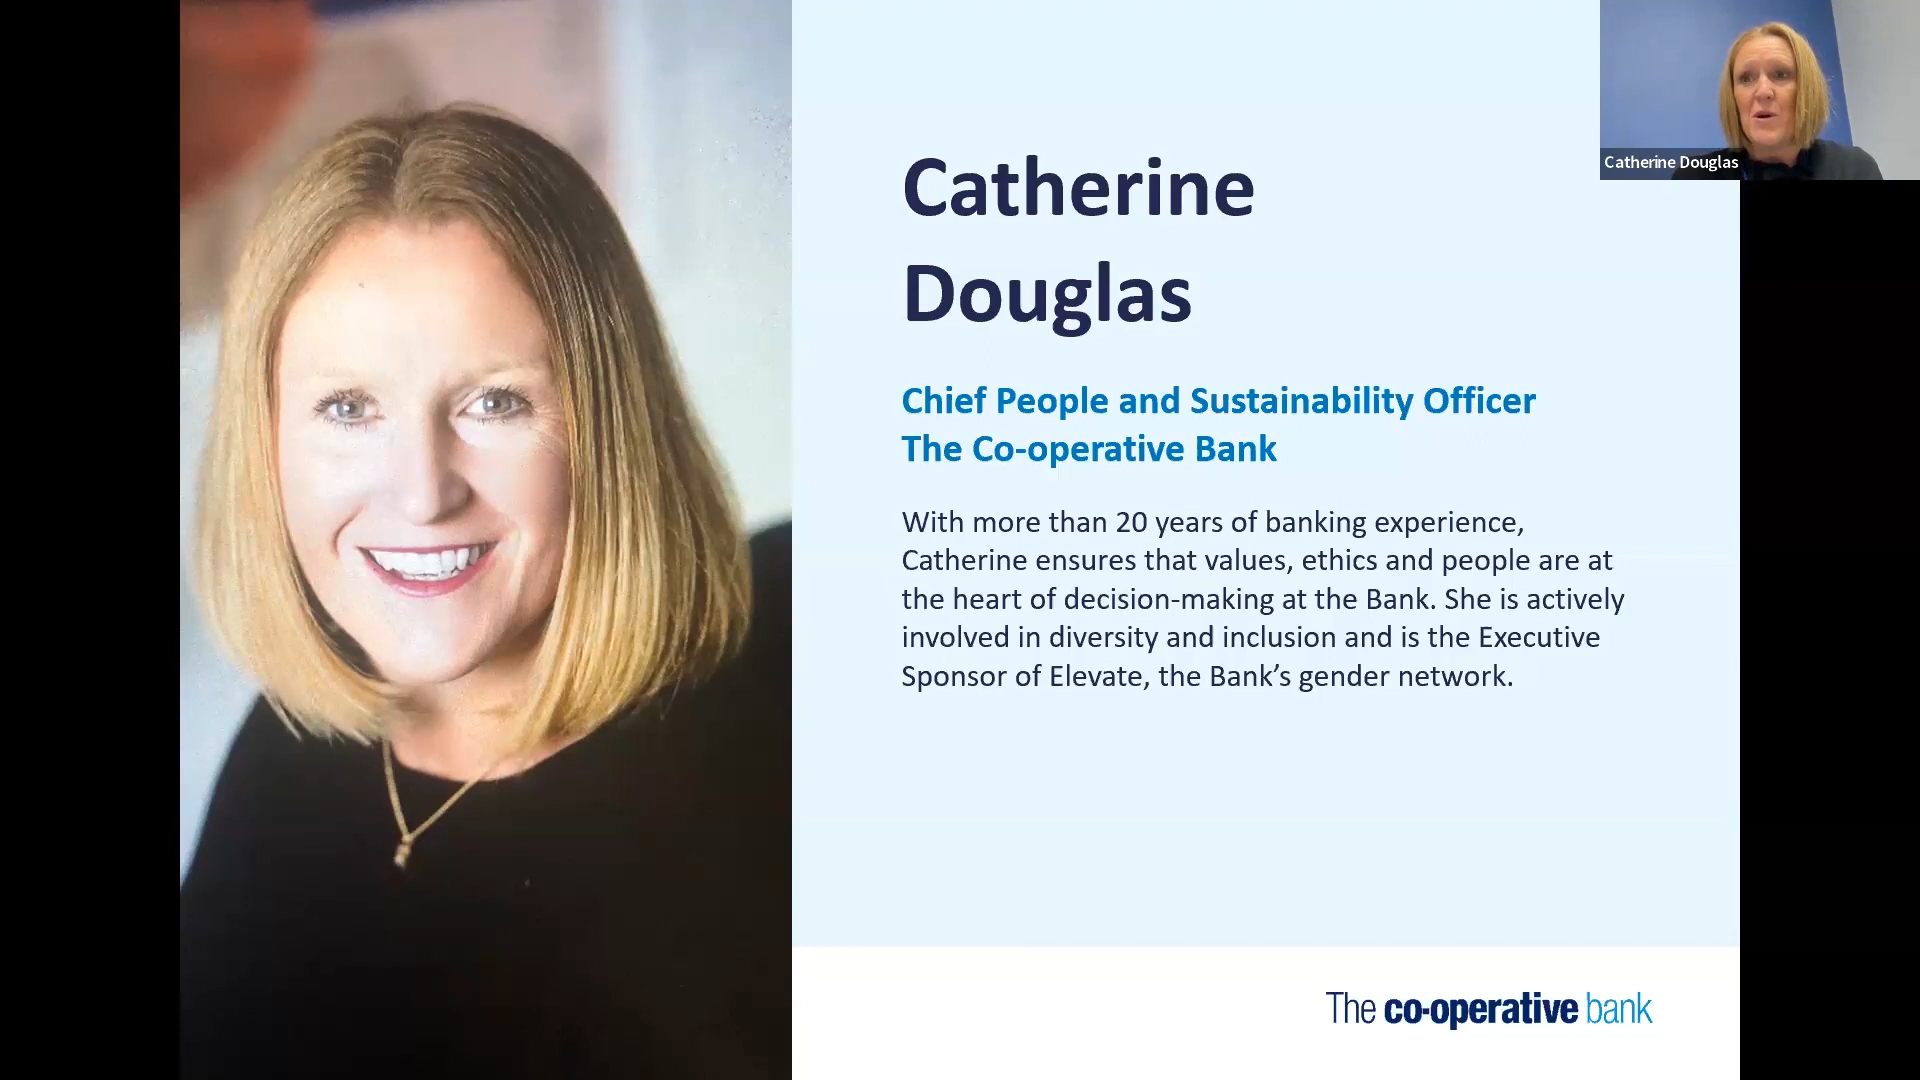 Catherine
Douglas
Chief People and Sustainability Officer
The Co-operative Bank
With more than 20 years of banking experience,
Catherine ensures that values, ethics and people are at
the heart of decision-making at the Bank. She is actively
involved in diversity and inclusion and is the Executive
Sponsor of Elevate, the Bank’s gender network.
The co-operative bank
Catherine Douglas